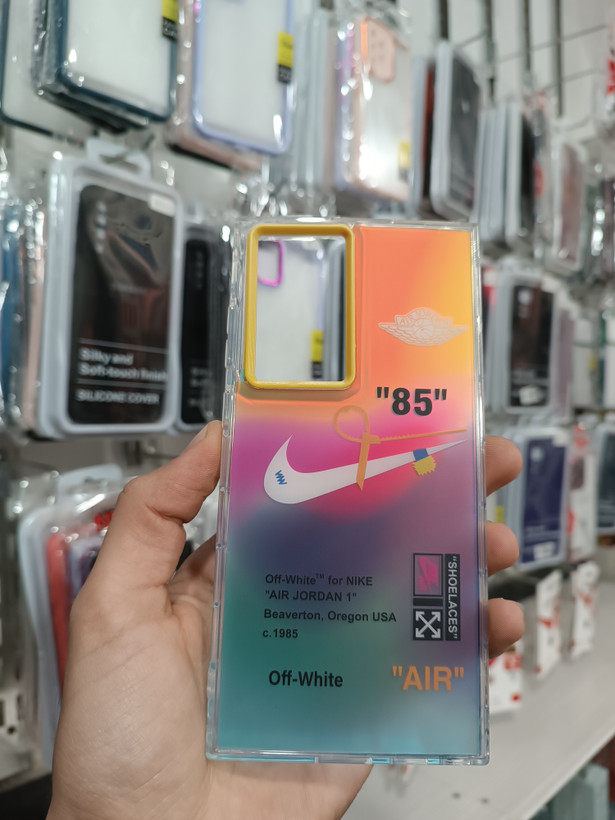 "85"
Off-White™ for NIKE
"AIR JORDAN 1"
Beaverton, Oregon USA
c.1985
"SHOELACES"
Off-White
"AIR"
Silky and
Soft-touch finish
SILICONE COVER